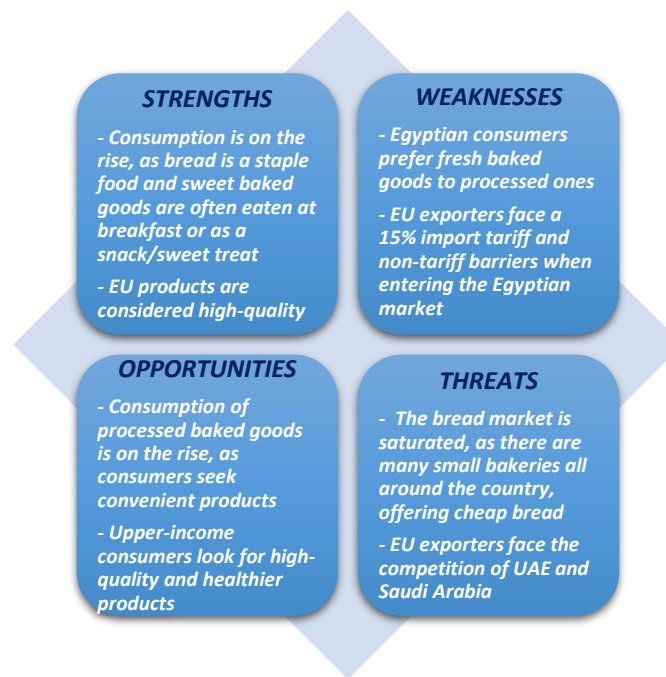 STRENGTHS
- Consumption is on the
rise, as bread is a staple
food and sweet baked
goods are often eaten at
breakfast or as a
snack/sweet treat
- EU products are
considered high-quality
WEAKNESSES
- Egyptian consumers
prefer fresh baked
goods to processed ones
- EU exporters face a
15% import tariff and
non-tariff barriers when
entering the Egyptian
market
OPPORTUNITIES
- Consumption of
processed baked goods
is on the rise, as
consumers seek
convenient products
- Upper-income
consumers look for high-
quality and healthier
products
THREATS
- The bread market is
saturated, as there are
many small bakeries all
around the country,
offering cheap bread
- EU exporters face the
competition of UAE and
Saudi Arabia